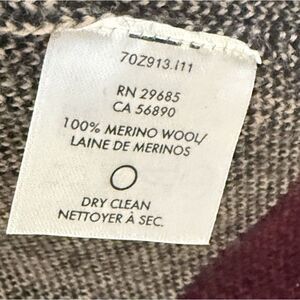 70Z913.I11
RN 29685
CA 56890
100% MERINO WOOL/
LAINE DE MERINOS
DRY CLEAN
NETTOYER À SEC.